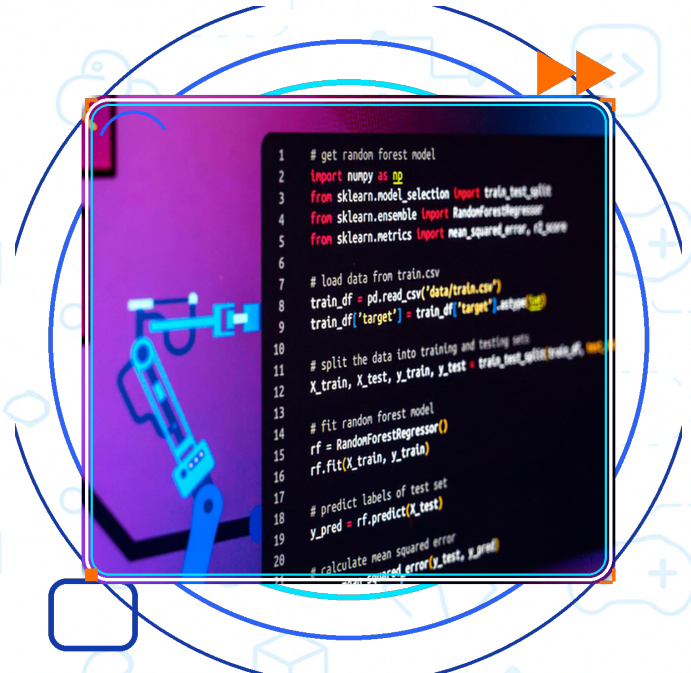 1 # get random forest model
2 import numpy as np
3 from sklearn.model_selection import train_test_split
4 from sklearn.ensemble import RandomForestRegressor
5 from sklearn.metrics import mean_squared_error, r2_score
6
7 # load data from train.csv
8 train_df = pd.read_csv('data/train.csv')
9 train_df['target'] = train_df['target'].astype(
10
11 # split the data into training and testing sets
12 X_train, X_test, y_train, y_test = train_test_split(train_df,
13
14 # fit random forest model
15 rf = RandomForestRegressor()
16 rf.fit(X_train, y_train)
17
18 # predict labels of test set
19 y_pred = rf.predict(X_test)
20
# calculate mean squared error